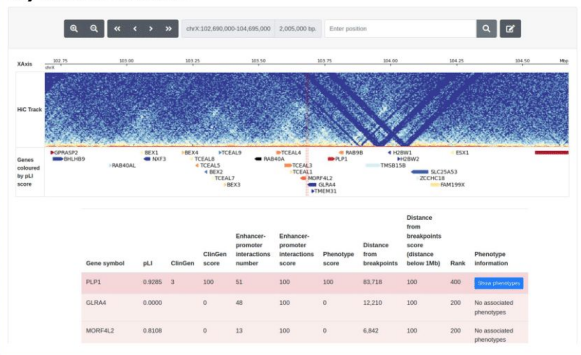 chrX:102,690,000-104,695,000 2,005,000 bp. Enter position
XAxis 102.75 103.00 103.25 103.50 103.75 104.00 104.25 104.50 Mbp
chrX
HiC Track
Genes
coloured
by pLI
score
GPRASP2 BEX1 BEX4 TCEAL9 TCEAL4 RAB9B H2BW1 ESX1
BHLHB9 NXF3 TCEAL8 RAB40A PLP1 H2BW2
RAB40AL TCEAL5 TCEAL3 TMSB15B
BEX2 TCEAL1 SLC25A53
TCEAL7 MORF4L2 ZCCHC18
BEX3 GLRA4 FAM199X
TMEM31
Gene symbol pLI ClinGen ClinGen score Enhancer-promoter interactions number Enhancer-promoter interactions score Phenotype score Distance from breakpoints Distance from breakpoints score (distance below 1Mb) Rank Phenotype information
PLP1 0.9285 3 100 51 100 100 83,718 100 400 Show phenotypes
GLRA4 0.0000 0 48 100 0 12,210 100 200 No associated phenotypes
MORF4L2 0.8108 0 13 100 0 6,842 100 200 No associated phenotypes